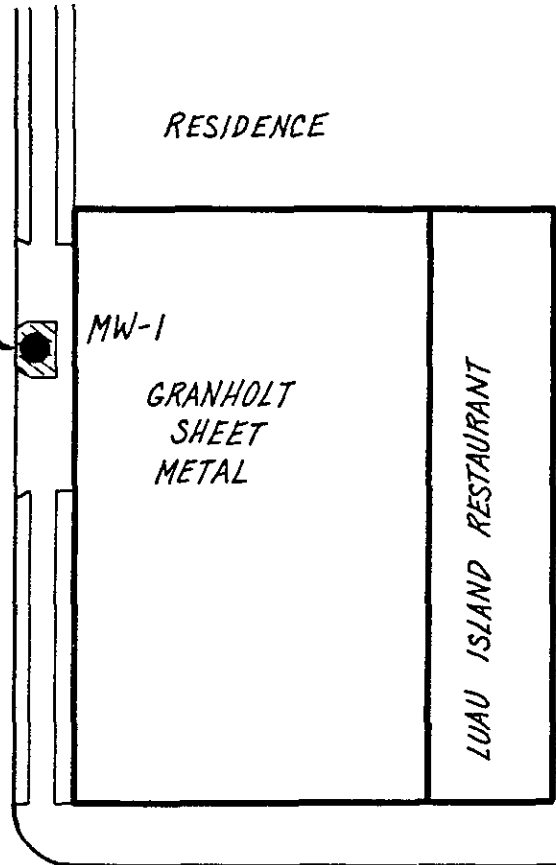 RESIDENCE
MW-1
GRANHOLT
SHEET
METAL
LUAU ISLAND RESTAURANT